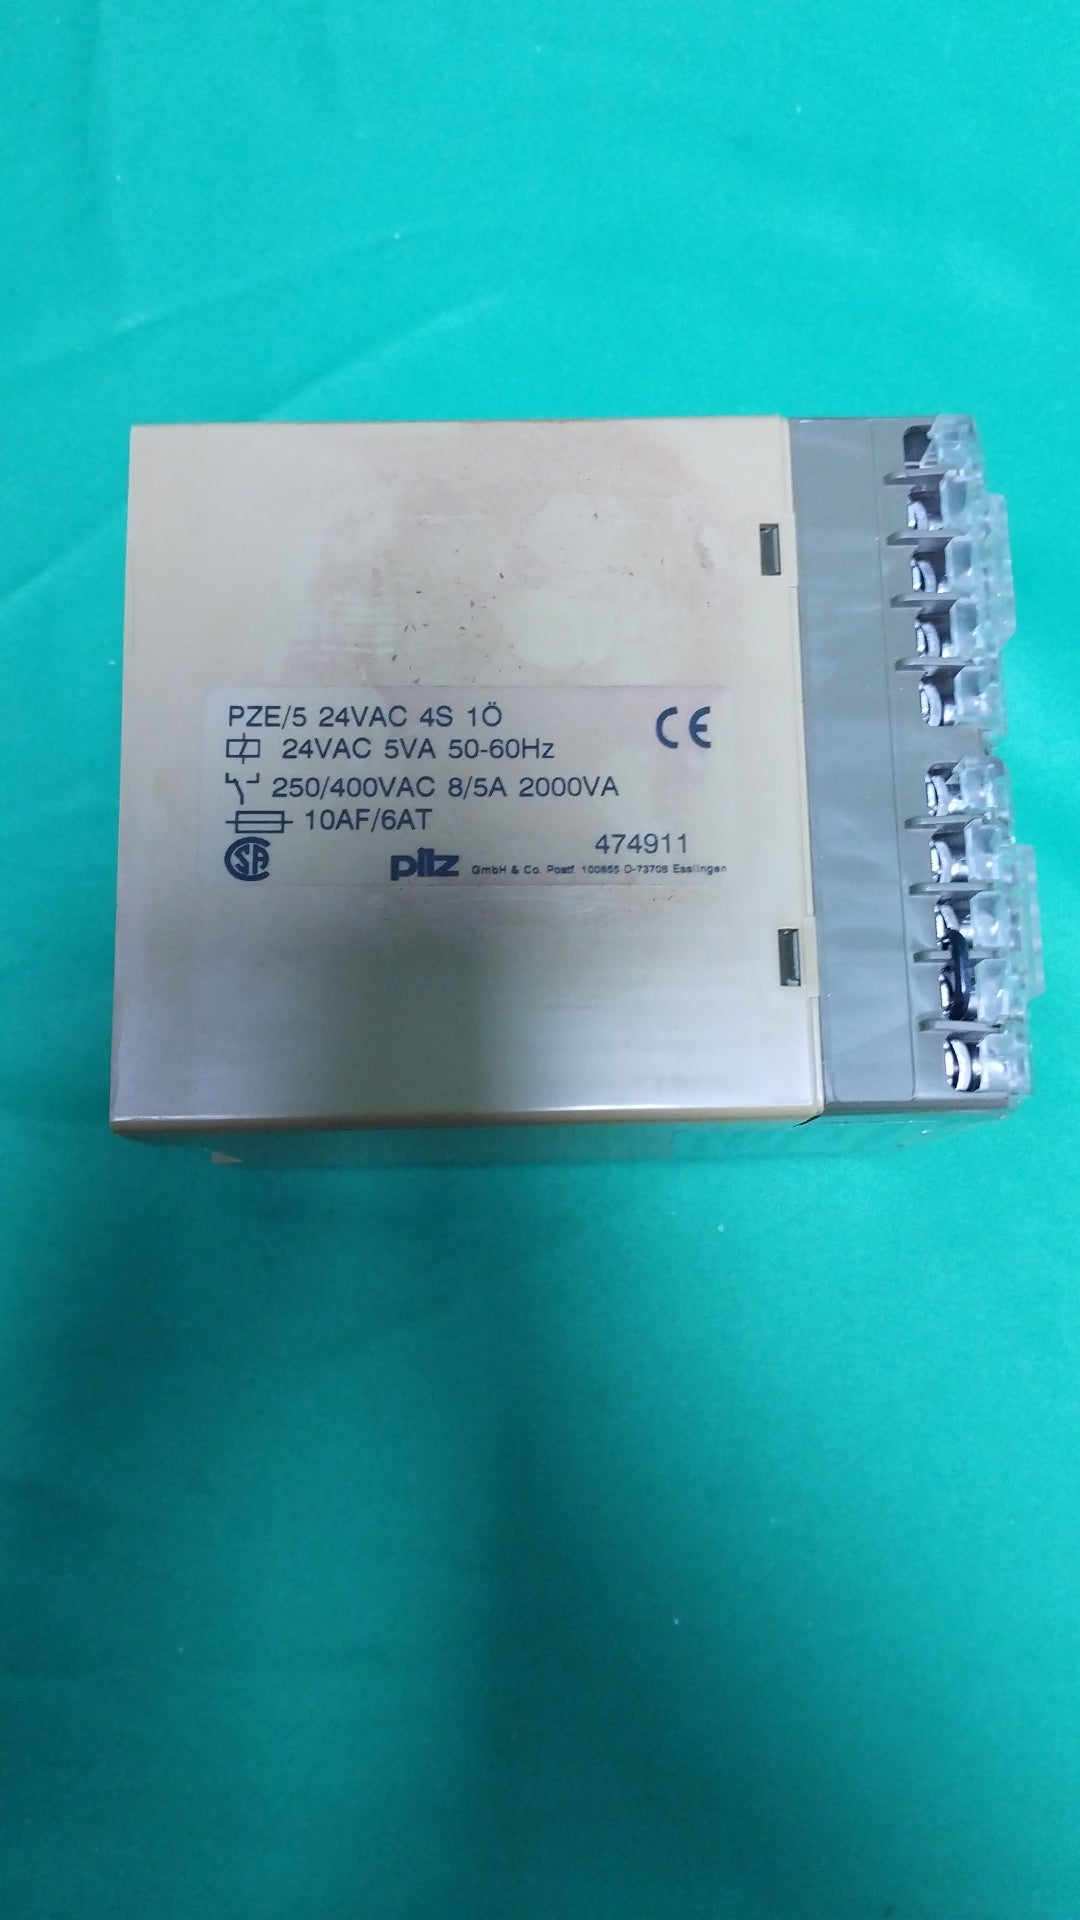 PZE/5 24VAC 4S 1Ö
CE
24VAC 5VA 50-60Hz
250/400VAC 8/5A 2000VA
10AF/6AT
474911
SA pilz GmbH & Co. Postf. 100855 D-73708 Esslingen